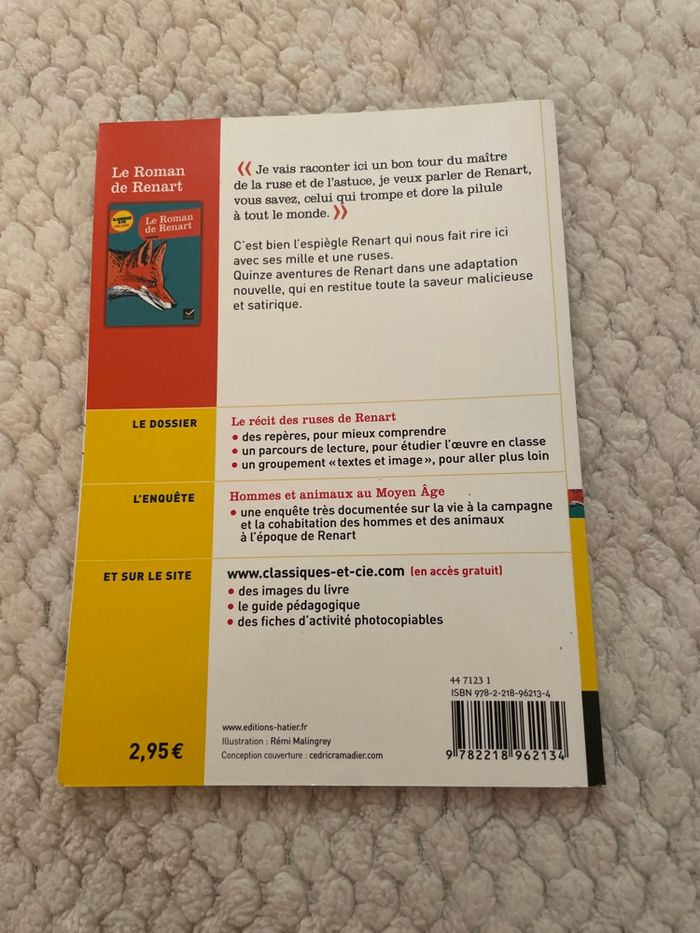 Le Roman
de Renart
CLASSIQUES
& CIE
COLLÈGE
Le Roman
de Renart
« Je vais raconter ici un bon tour du maître
de la ruse et de l'astuce, je veux parler de Renart,
vous savez, celui qui trompe et dore la pilule
à tout le monde. »
C'est bien l'espiègle Renart qui nous fait rire ici
avec ses mille et une ruses.
Quinze aventures de Renart dans une adaptation
nouvelle, qui en restitue toute la saveur malicieuse
et satirique.
LE DOSSIER
Le récit des ruses de Renart
• des repères, pour mieux comprendre
• un parcours de lecture, pour étudier l'œuvre en classe
• un groupement « textes et image », pour aller plus loin
L'ENQUÊTE
Hommes et animaux au Moyen Âge
• une enquête très documentée sur la vie à la campagne
et la cohabitation des hommes et des animaux
à l'époque de Renart
ET SUR LE SITE
www.classiques-et-cie.com (en accès gratuit)
• des images du livre
• le guide pédagogique
• des fiches d'activité photocopiables
44 7123 1
ISBN 978-2-218-96213-4
9 782218 962134
www.editions-hatier.fr
Illustration : Rémi Malingrey
Conception couverture : cedricramadier.com
2,95 €